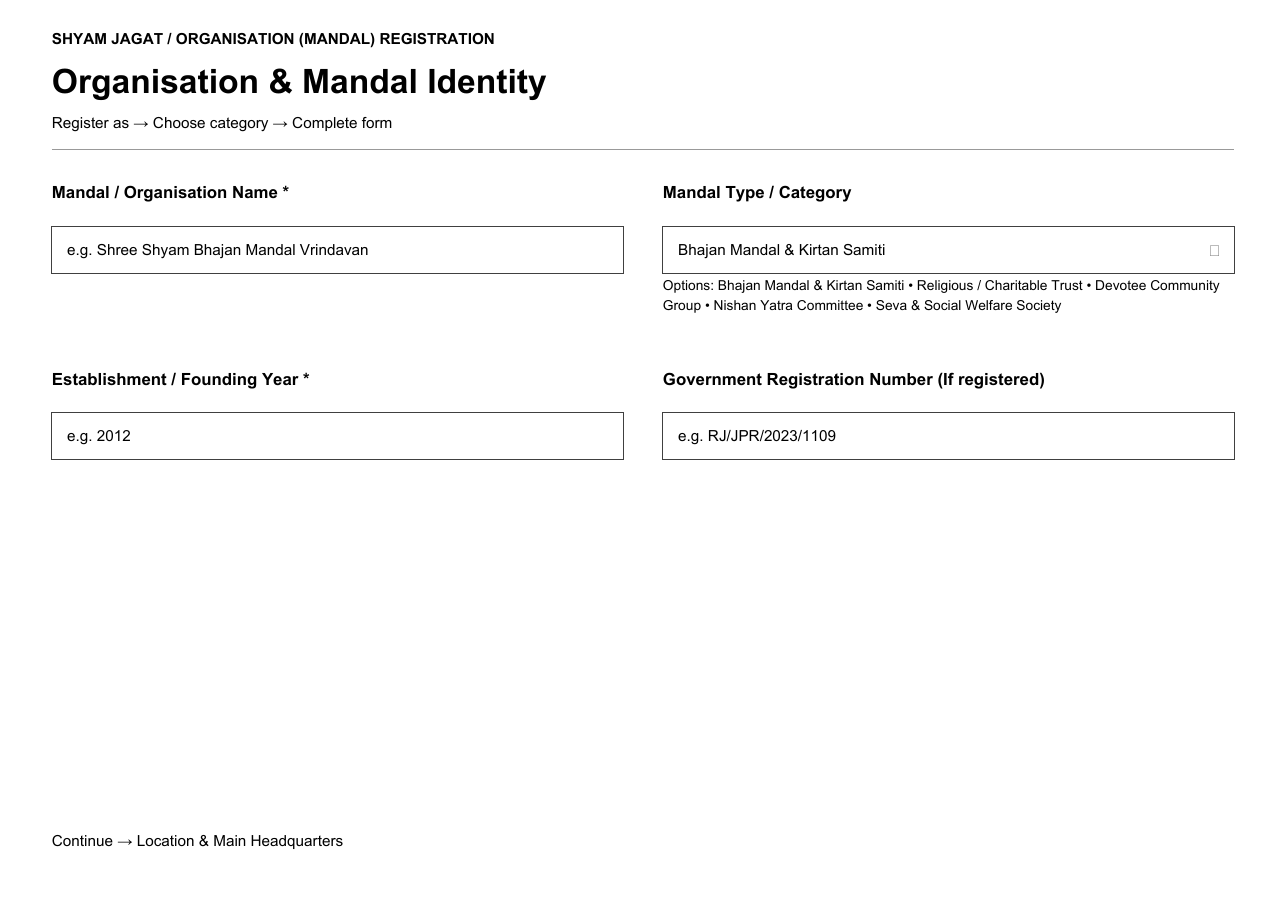 SHYAM JAGAT / ORGANISATION (MANDAL) REGISTRATION
Organisation & Mandal Identity
Register as → Choose category → Complete form
Mandal / Organisation Name *
e.g. Shree Shyam Bhajan Mandal Vrindavan
Mandal Type / Category
Bhajan Mandal & Kirtan Samiti
Options: Bhajan Mandal & Kirtan Samiti • Religious / Charitable Trust • Devotee Community
Group • Nishan Yatra Committee • Seva & Social Welfare Society
Establishment / Founding Year *
e.g. 2012
Government Registration Number (If registered)
e.g. RJ/JPR/2023/1109
Continue → Location & Main Headquarters